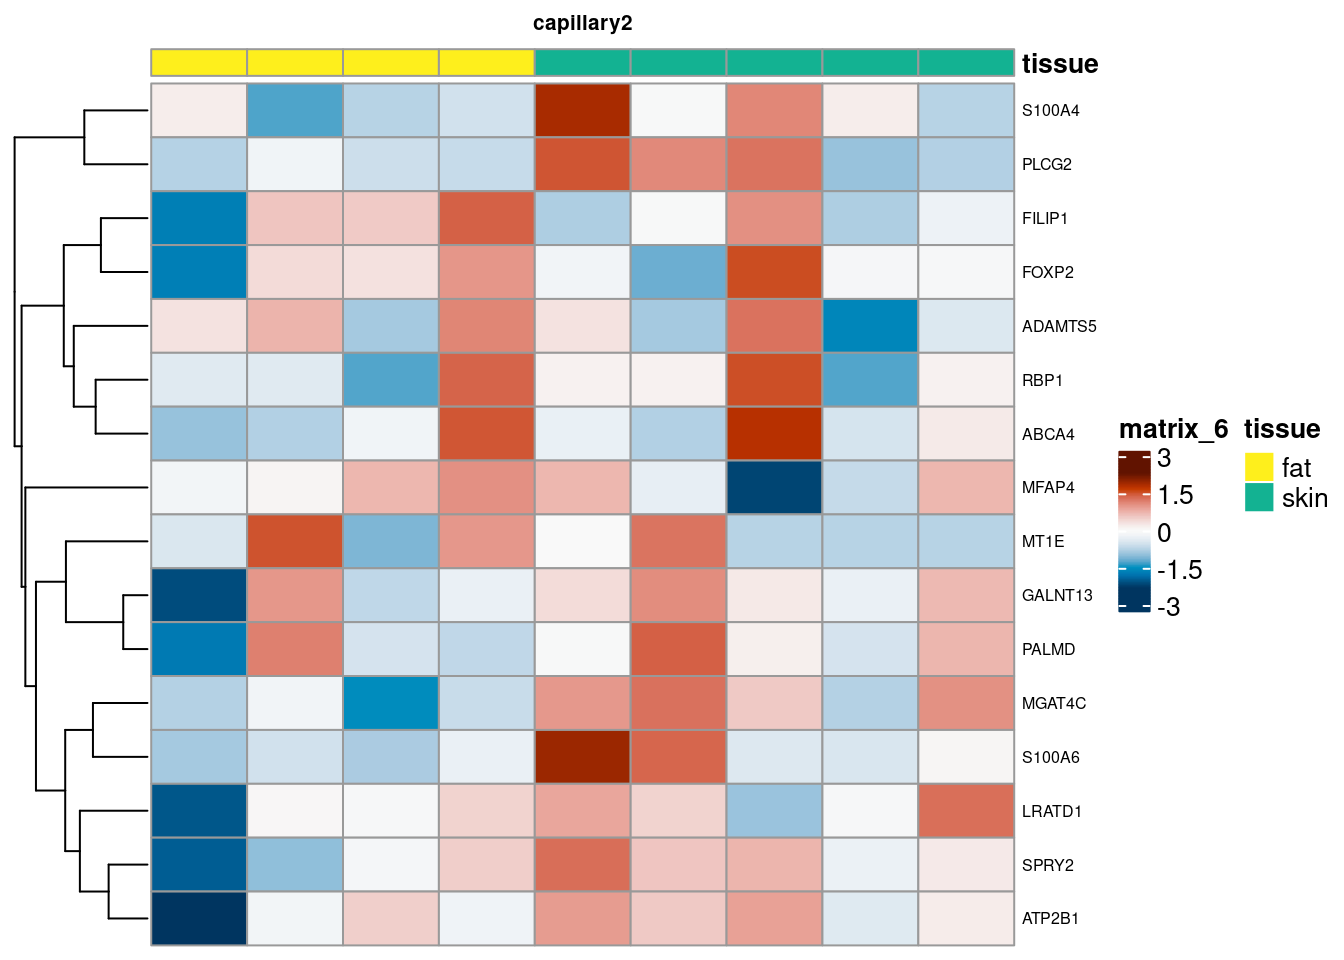 capillary2
tissue
S100A4
PLCG2
FILIP1
FOXP2
ADAMTS5
RBP1
ABCA4
MFAP4
MT1E
GALNT13
PALMD
MGAT4C
S100A6
LRATD1
SPRY2
ATP2B1
matrix_6
3
1.5
0
-1.5
-3
tissue
fat
skin